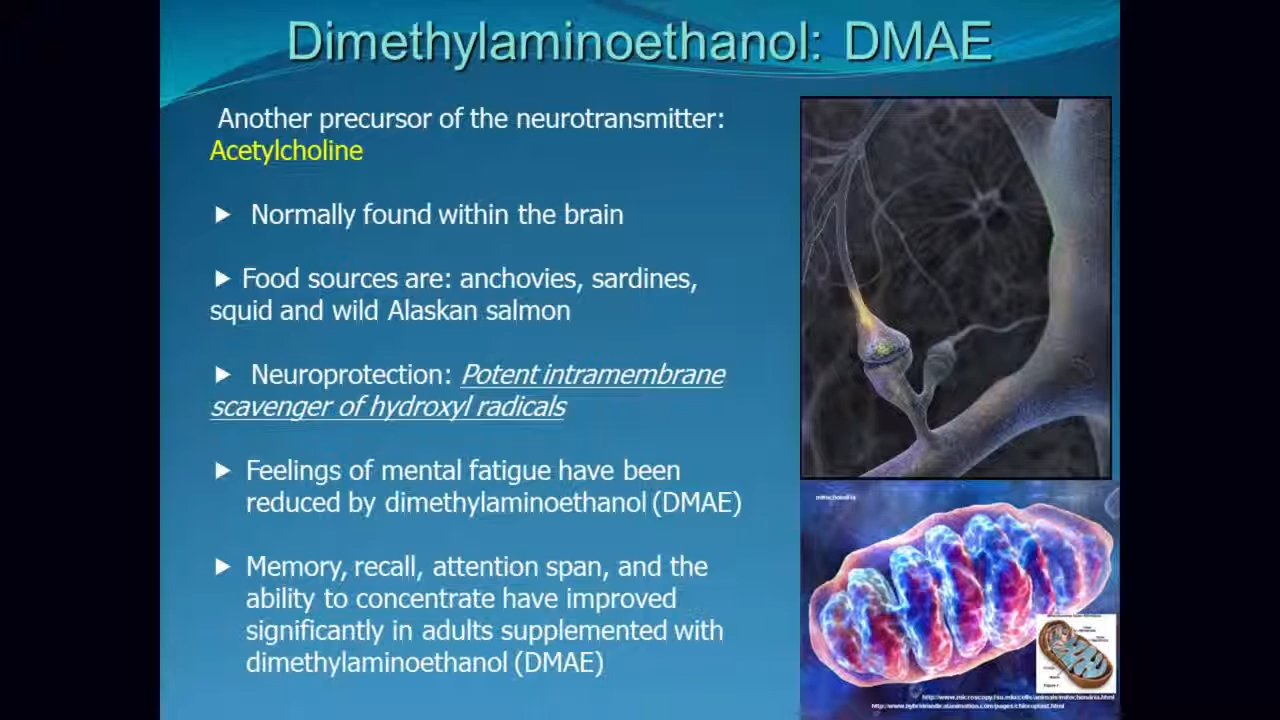 Dimethylaminoethanol: DMAE
Another precursor of the neurotransmitter:
Acetylcholine
► Normally found within the brain
► Food sources are: anchovies, sardines,
squid and wild Alaskan salmon
► Neuroprotection: Potent intramembrane
scavenger of hydroxyl radicals
► Feelings of mental fatigue have been
reduced by dimethylaminoethanol (DMAE)
► Memory, recall, attention span, and the
ability to concentrate have improved
significantly in adults supplemented with
dimethylaminoethanol (DMAE)
mitochondria